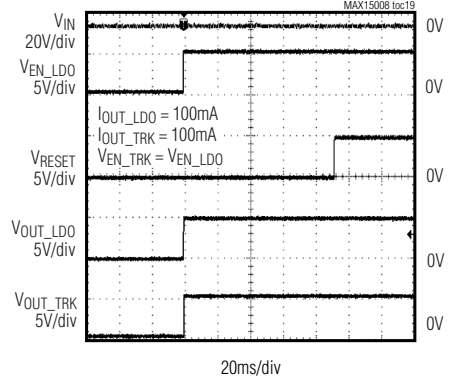 MAX15008 toc19
VIN
20V/div
0V
VEN_LDO
5V/div
0V
IOUT_LDO = 100mA
IOUT_TRK = 100mA
VEN_TRK = VEN_LDO
VRESET
5V/div
0V
VOUT_LDO
5V/div
0V
VOUT_TRK
5V/div
0V
20ms/div